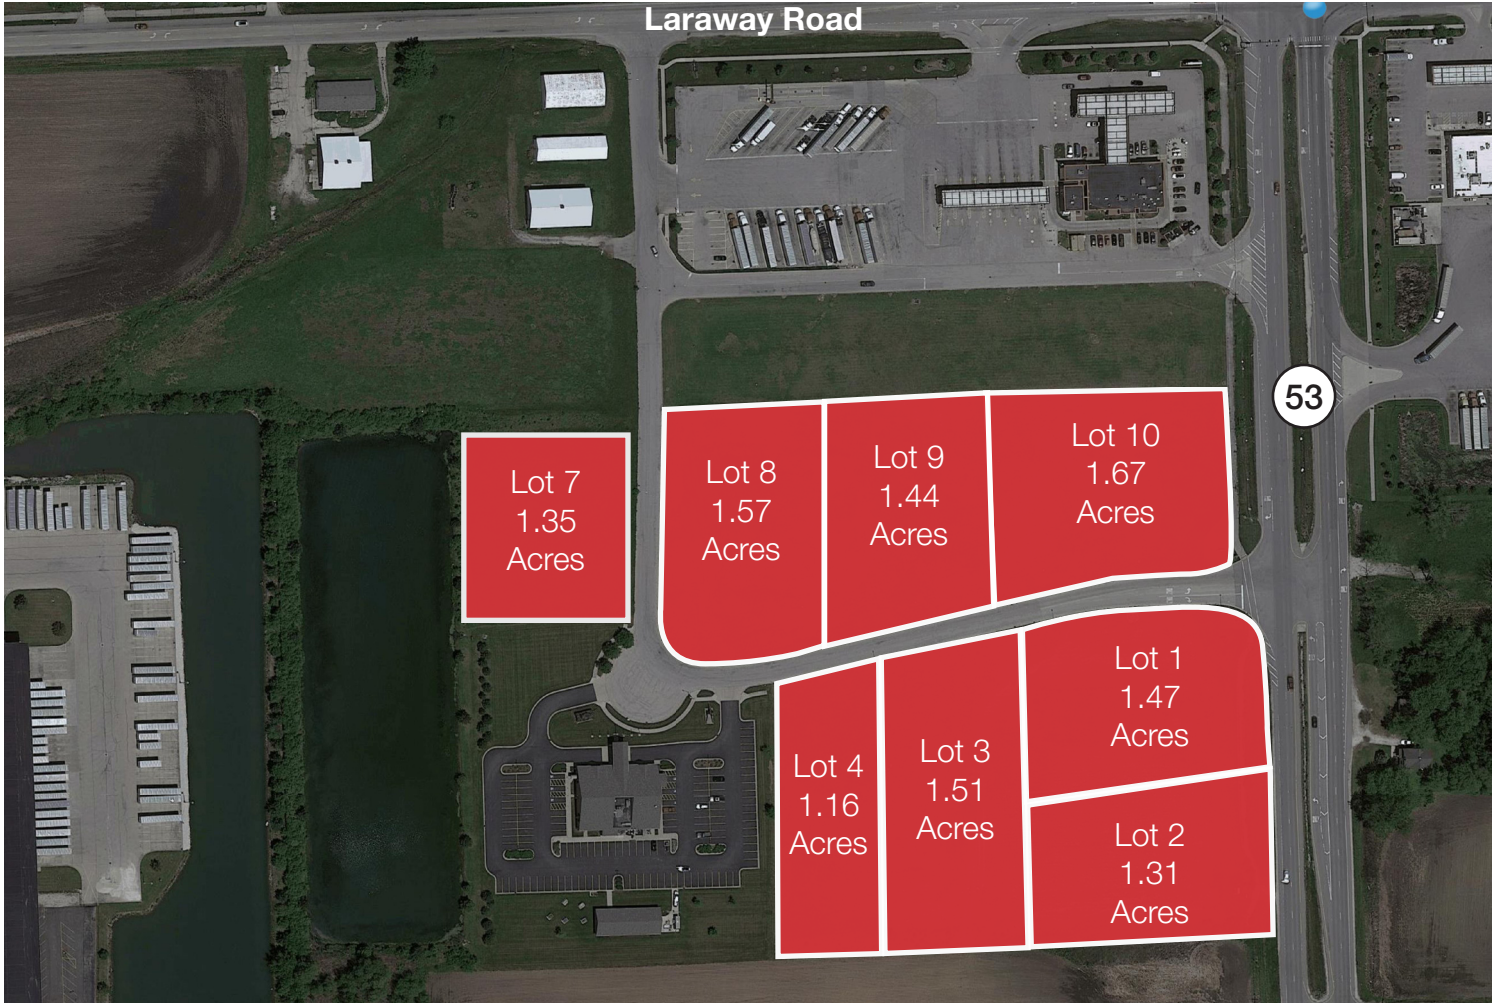 Laraway Road
53
Lot 7
1.35
Acres
Lot 8
1.57
Acres
Lot 9
1.44
Acres
Lot 10
1.67
Acres
Lot 4
1.16
Acres
Lot 3
1.51
Acres
Lot 1
1.47
Acres
Lot 2
1.31
Acres